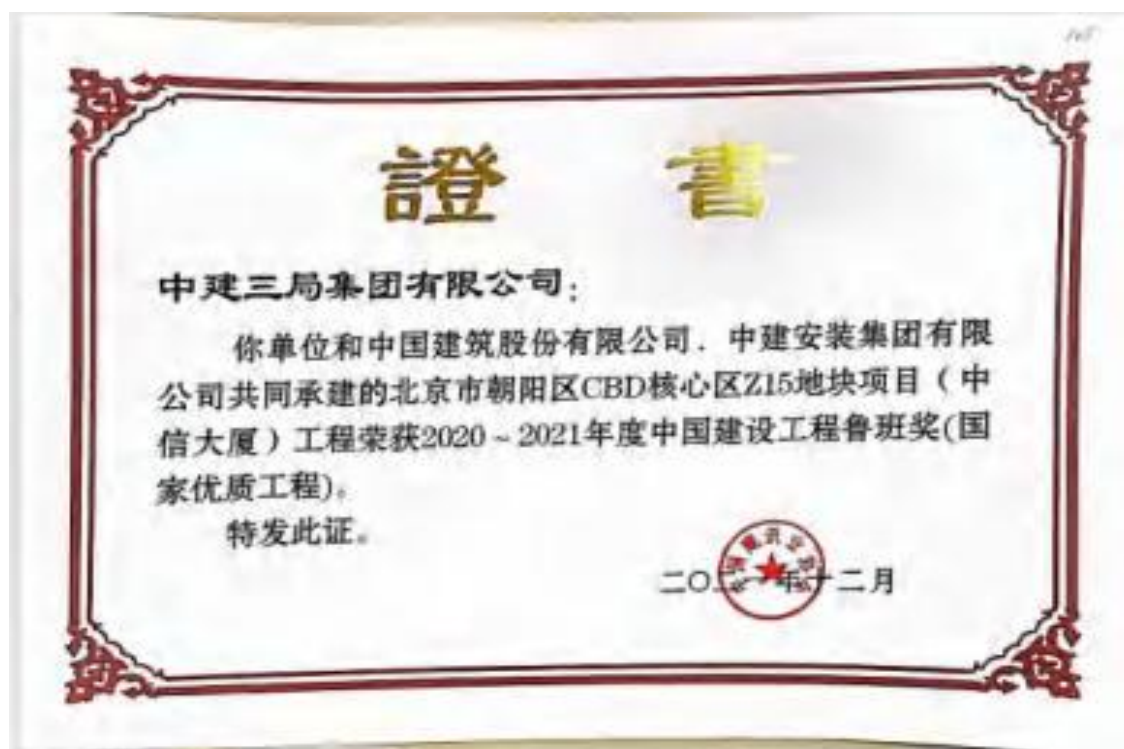 證 書
中建三局集团有限公司：
你单位和中国建筑股份有限公司、中建安装集团有限
公司共同承建的北京市朝阳区CBD核心区Z15地块项目（中
信大厦）工程荣获2020～2021年度中国建设工程鲁班奖(国
家优质工程)。
特发此证。
二〇二一年十二月